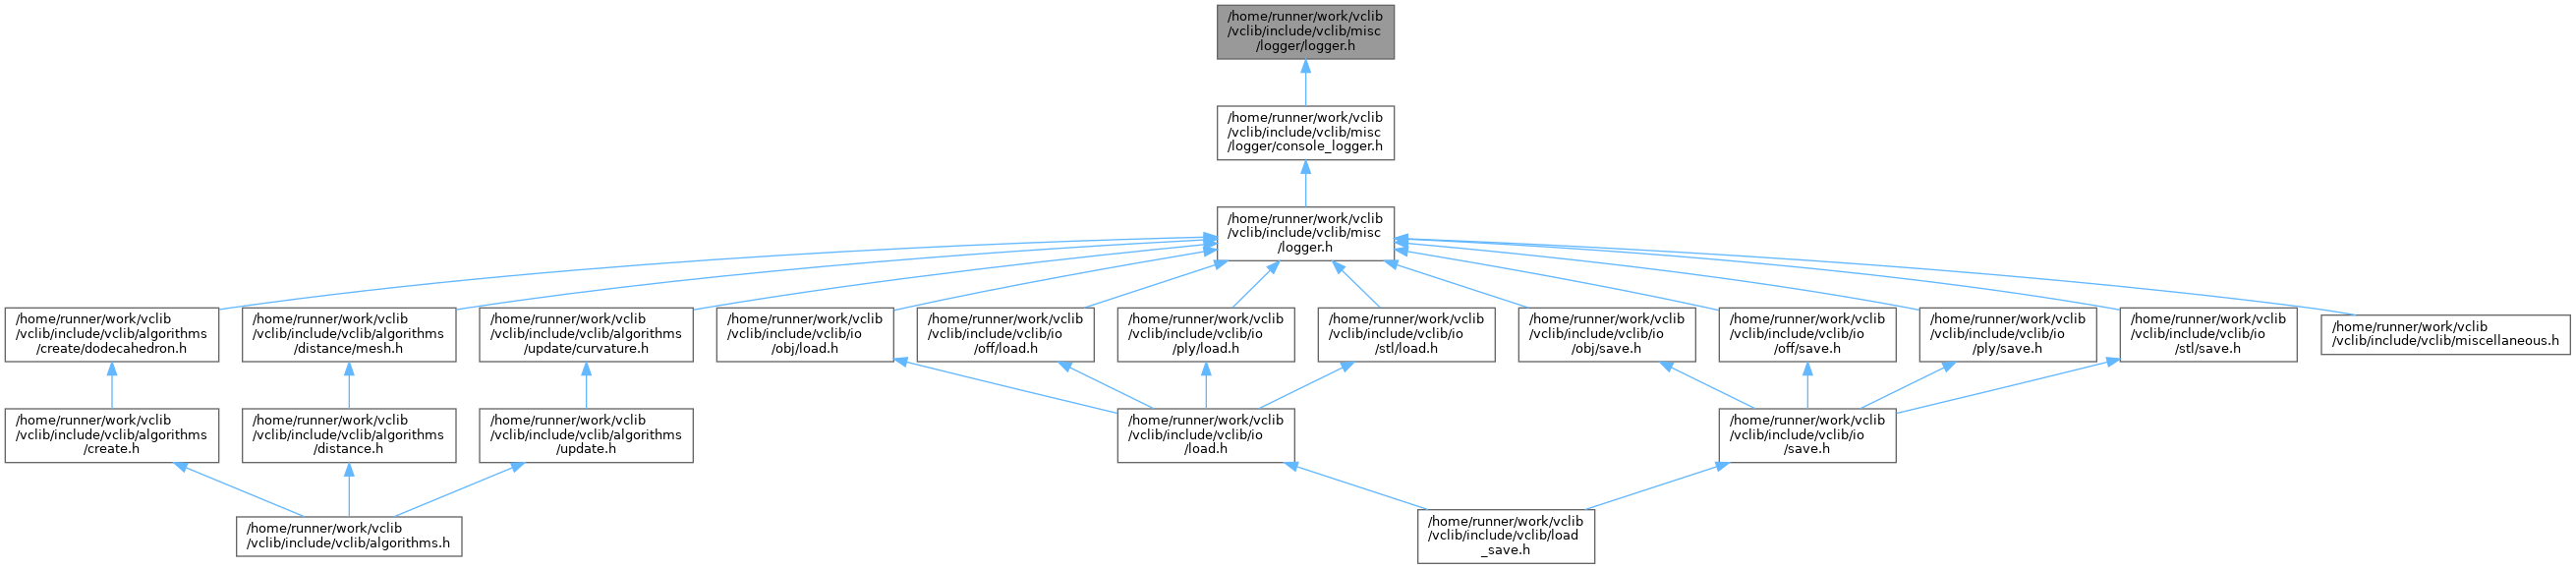 /home/runner/work/vclib
/vclib/include/vclib/misc
/logger/logger.h
/home/runner/work/vclib
/vclib/include/vclib/misc
/logger/console_logger.h
/home/runner/work/vclib
/vclib/include/vclib/misc
/logger.h
/home/runner/work/vclib
/vclib/include/vclib/algorithms
/create/dodecahedron.h
/home/runner/work/vclib
/vclib/include/vclib/algorithms
/distance/mesh.h
/home/runner/work/vclib
/vclib/include/vclib/algorithms
/update/curvature.h
/home/runner/work/vclib
/vclib/include/vclib/io
/obj/load.h
/home/runner/work/vclib
/vclib/include/vclib/io
/off/load.h
/home/runner/work/vclib
/vclib/include/vclib/io
/ply/load.h
/home/runner/work/vclib
/vclib/include/vclib/io
/stl/load.h
/home/runner/work/vclib
/vclib/include/vclib/io
/obj/save.h
/home/runner/work/vclib
/vclib/include/vclib/io
/off/save.h
/home/runner/work/vclib
/vclib/include/vclib/io
/ply/save.h
/home/runner/work/vclib
/vclib/include/vclib/io
/stl/save.h
/home/runner/work/vclib
/vclib/include/vclib/miscellaneous.h
/home/runner/work/vclib
/vclib/include/vclib/algorithms
/create.h
/home/runner/work/vclib
/vclib/include/vclib/algorithms
/distance.h
/home/runner/work/vclib
/vclib/include/vclib/algorithms
/update.h
/home/runner/work/vclib
/vclib/include/vclib/io
/load.h
/home/runner/work/vclib
/vclib/include/vclib/io
/save.h
/home/runner/work/vclib
/vclib/include/vclib/algorithms.h
/home/runner/work/vclib
/vclib/include/vclib/load
_save.h